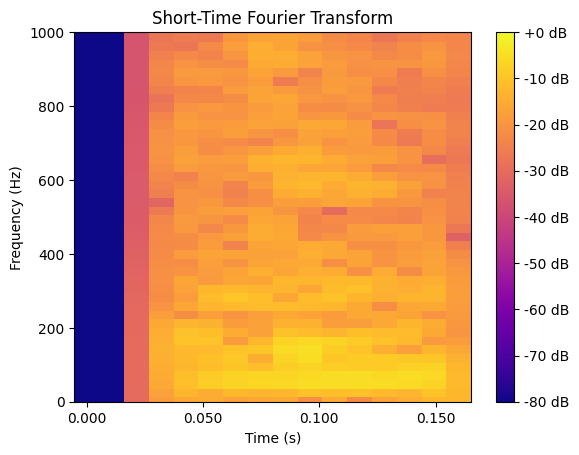 Short-Time Fourier Transform
1000
800
600
400
200
0
Frequency (Hz)
0.000
0.050
0.100
0.150
Time (s)
+0 dB
-10 dB
-20 dB
-30 dB
-40 dB
-50 dB
-60 dB
-70 dB
-80 dB